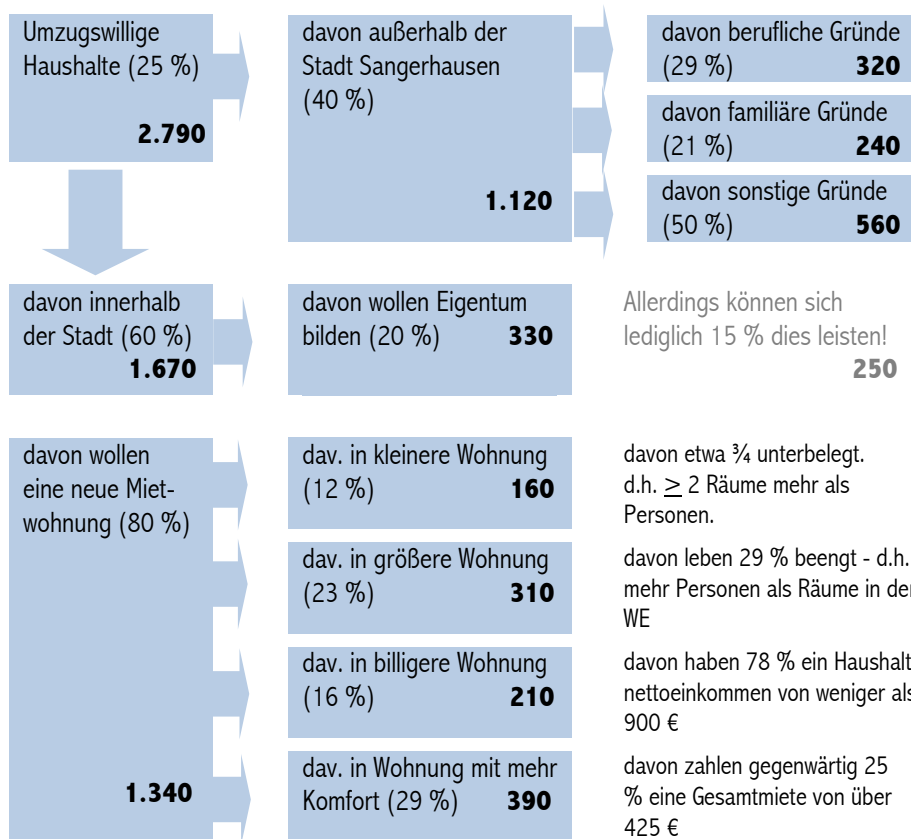 Umzugswillige
Haushalte (25 %)
2.790
davon außerhalb der
Stadt Sangerhausen
(40 %)
1.120
davon berufliche Gründe
(29 %) 320
davon familiäre Gründe
(21 %) 240
davon sonstige Gründe
(50 %) 560
davon innerhalb
der Stadt (60 %)
1.670
davon wollen Eigentum
bilden (20 %) 330
Allerdings können sich
lediglich 15 % dies leisten!
250
davon wollen
eine neue Miet-
wohnung (80 %)
1.340
dav. in kleinere Wohnung
(12 %) 160
davon etwa ¾ unterbelegt.
d.h. ≥ 2 Räume mehr als
Personen.
dav. in größere Wohnung
(23 %) 310
davon leben 29 % beengt - d.h.
mehr Personen als Räume in der
WE
dav. in billigere Wohnung
(16 %) 210
davon haben 78 % ein Haushalt
nettoeinkommen von weniger als
900 €
dav. in Wohnung mit mehr
Komfort (29 %) 390
davon zahlen gegenwärtig 25
% eine Gesamtmiete von über
425 €